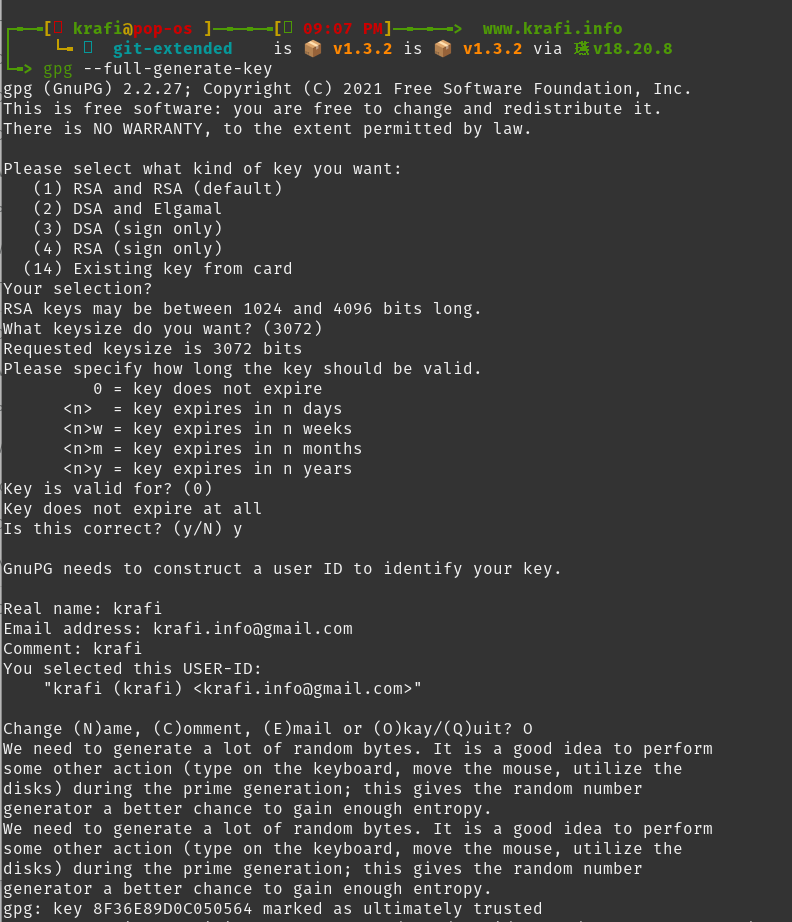 krafi@pop-os ] [ 09:07 PM] > www.krafi.info
git-extended is 📦 v1.3.2 is 📦 v1.3.2 via v18.20.8
> gpg --full-generate-key
gpg (GnuPG) 2.2.27; Copyright (C) 2021 Free Software Foundation, Inc.
This is free software: you are free to change and redistribute it.
There is NO WARRANTY, to the extent permitted by law.
Please select what kind of key you want:
(1) RSA and RSA (default)
(2) DSA and Elgamal
(3) DSA (sign only)
(4) RSA (sign only)
(14) Existing key from card
Your selection?
RSA keys may be between 1024 and 4096 bits long.
What keysize do you want? (3072)
Requested keysize is 3072 bits
Please specify how long the key should be valid.
0 = key does not expire
<n>  = key expires in n days
<n>w = key expires in n weeks
<n>m = key expires in n months
<n>y = key expires in n years
Key is valid for? (0)
Key does not expire at all
Is this correct? (y/N) y
GnuPG needs to construct a user ID to identify your key.
Real name: krafi
Email address: krafi.info@gmail.com
Comment: krafi
You selected this USER-ID:
"krafi (krafi) <krafi.info@gmail.com>"
Change (N)ame, (C)omment, (E)mail or (O)kay/(Q)uit? O
We need to generate a lot of random bytes. It is a good idea to perform
some other action (type on the keyboard, move the mouse, utilize the
disks) during the prime generation; this gives the random number
generator a better chance to gain enough entropy.
We need to generate a lot of random bytes. It is a good idea to perform
some other action (type on the keyboard, move the mouse, utilize the
disks) during the prime generation; this gives the random number
generator a better chance to gain enough entropy.
gpg: key 8F36E89D0C050564 marked as ultimately trusted